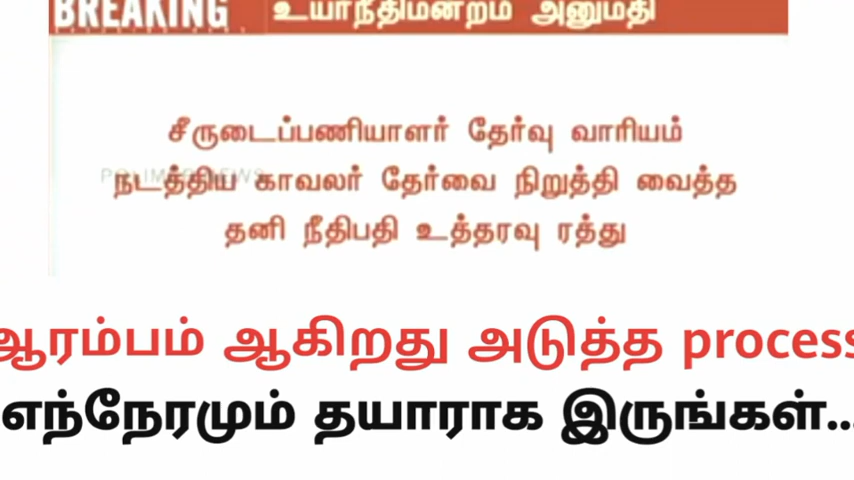 BREAKING உயர்நீதிமன்றம் அனுமதி
சீருடைப்பணியாளர் தேர்வு வாரியம்
நடத்திய காவலர் தேர்வை நிறுத்தி வைத்த
தனி நீதிபதி உத்தரவு ரத்து
ஆரம்பம் ஆகிறது அடுத்த process
எந்நேரமும் தயாராக இருங்கள்...